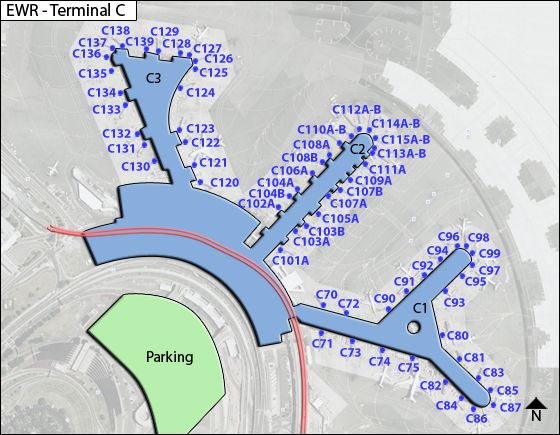 EWR - Terminal C
C138
C129
C137
C139
C128
C127
C136
C126
C135
C125
C3
C134
C124
C133
C112A-B
C110A-B
C114A-B
C132
C123
C122
C115A-B
C131
C108A
C2
C113A-B
C108B
C130
C121
C106A
C111A
C120
C104A
C109A
C104B
C107B
C102A
C107A
C105A
C103B
C103A
C96
C98
C101A
C94
C99
C92
C97
C95
C91
C93
C70
C90
C72
C1
C71
C80
C73
C74
C75
Parking
C81
C82
C83
C85
C84
C86
C87
N